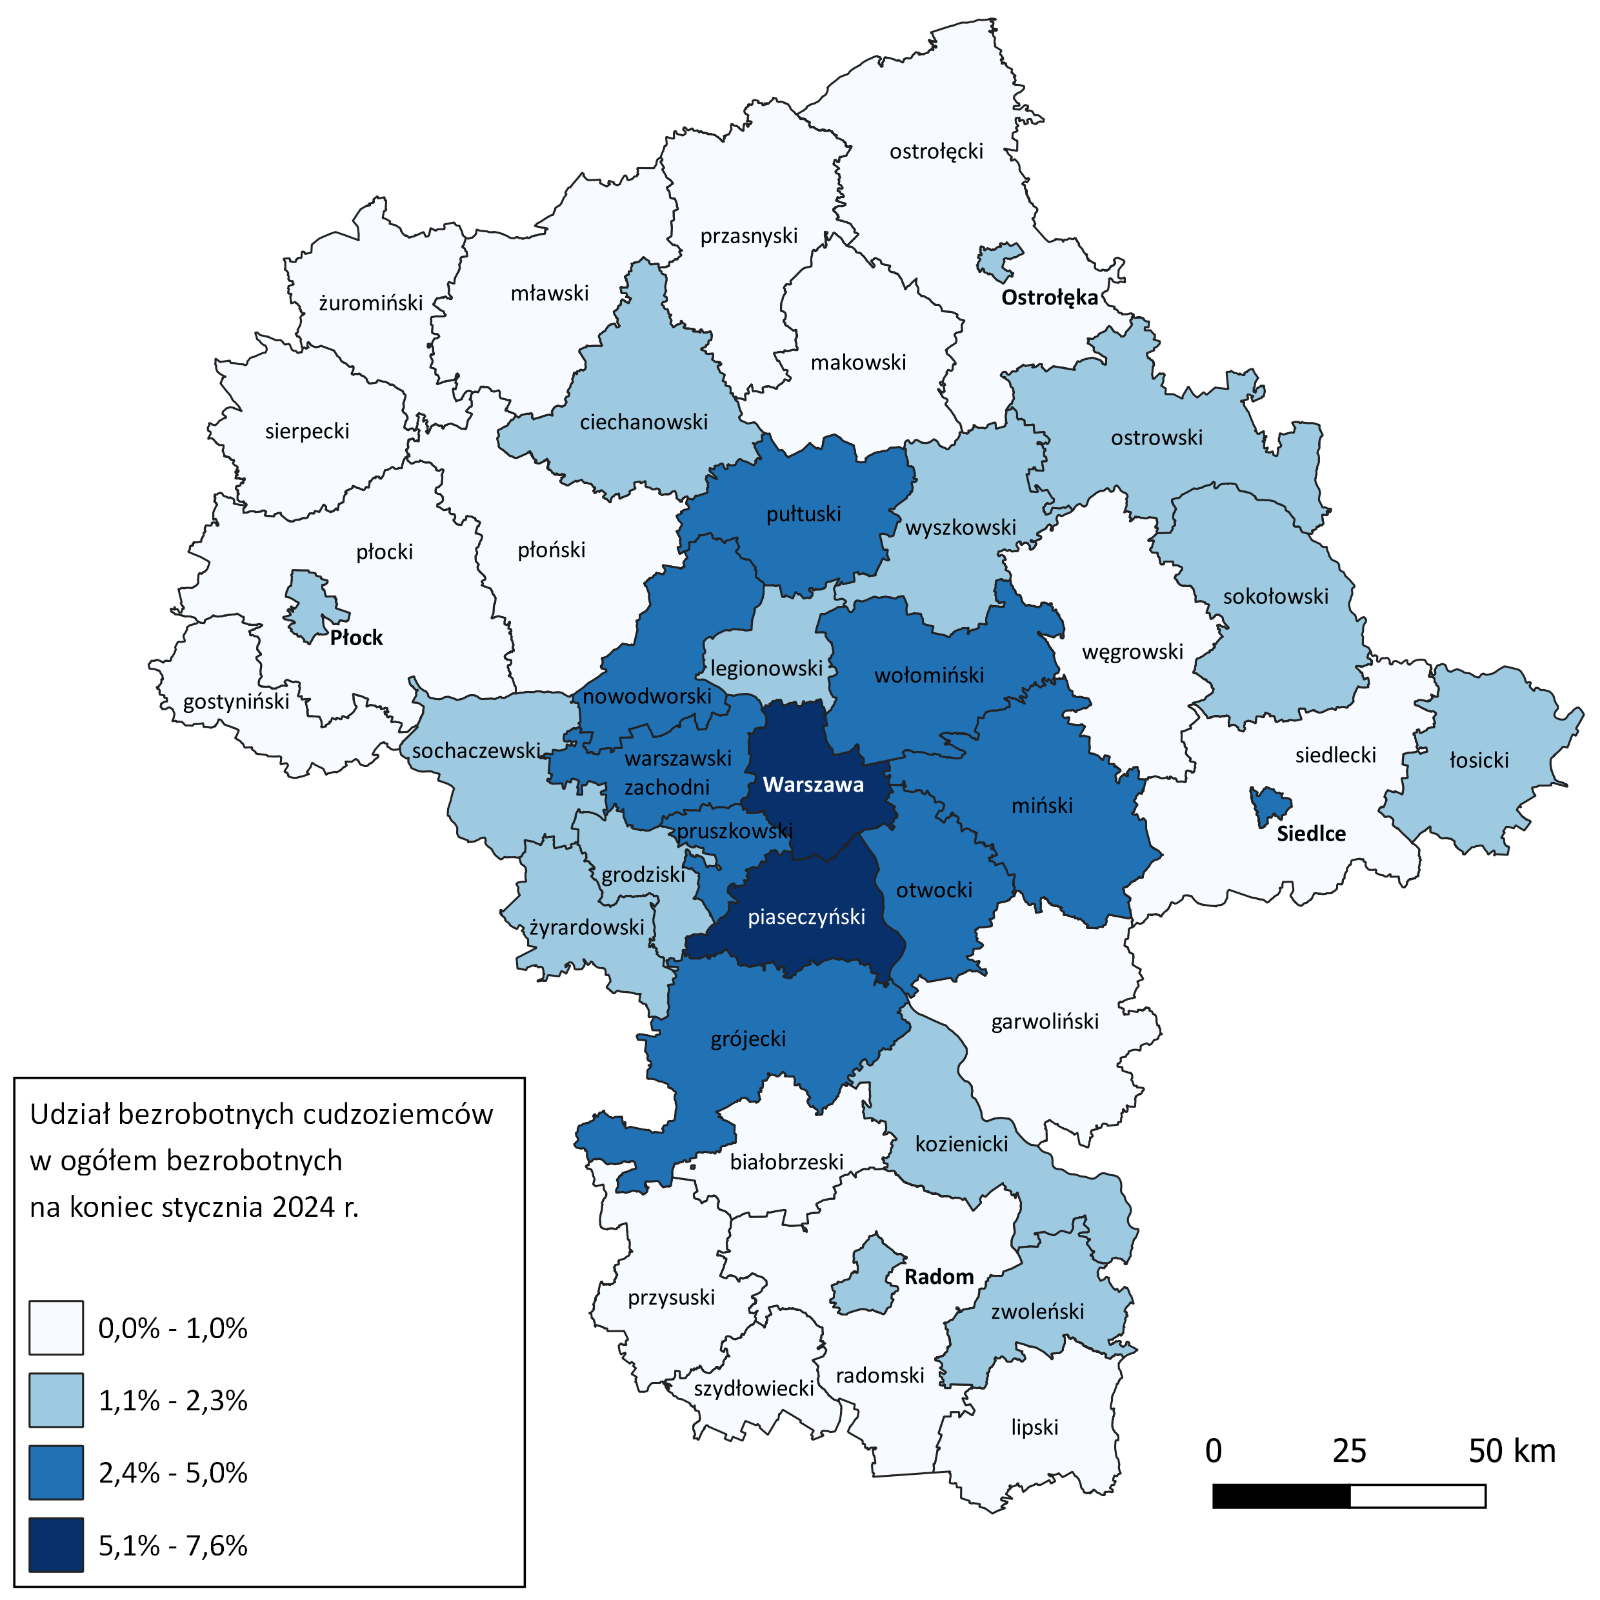 ostrołęcki
przasnyski
Ostrołęka
mławski
żuromiński
makowski
ciechanowski
sierpecki
ostrowski
pułtuski
wyszkowski
płocki
płoński
sokołowski
Płock
węgrowski
legionowski
wołomiński
nowodworski
gostyniński
sochaczewski
warszawski
zachodni
siedlecki
łosicki
Warszawa
miński
pruszkowski
Siedlce
grodziski
otwocki
piaseczyński
żyrardowski
garwoliński
grójecki
kozienicki
białobrzeski
Radom
przysuski
zwoleński
radomski
szydłowiecki
lipski
Udział bezrobotnych cudzoziemców
w ogółem bezrobotnych
na koniec stycznia 2024 r.
0,0% - 1,0%
1,1% - 2,3%
2,4% - 5,0%
5,1% - 7,6%
0 25 50 km